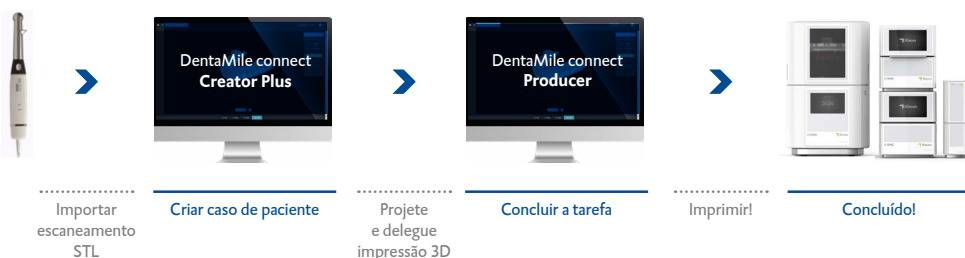 DentaMile connect
Creator Plus
DentaMile connect
Producer
Importar
escaneamento
STL
Criar caso de paciente
Projete
e delegue
impressão 3D
Concluir a tarefa
Imprimir!
Concluído!